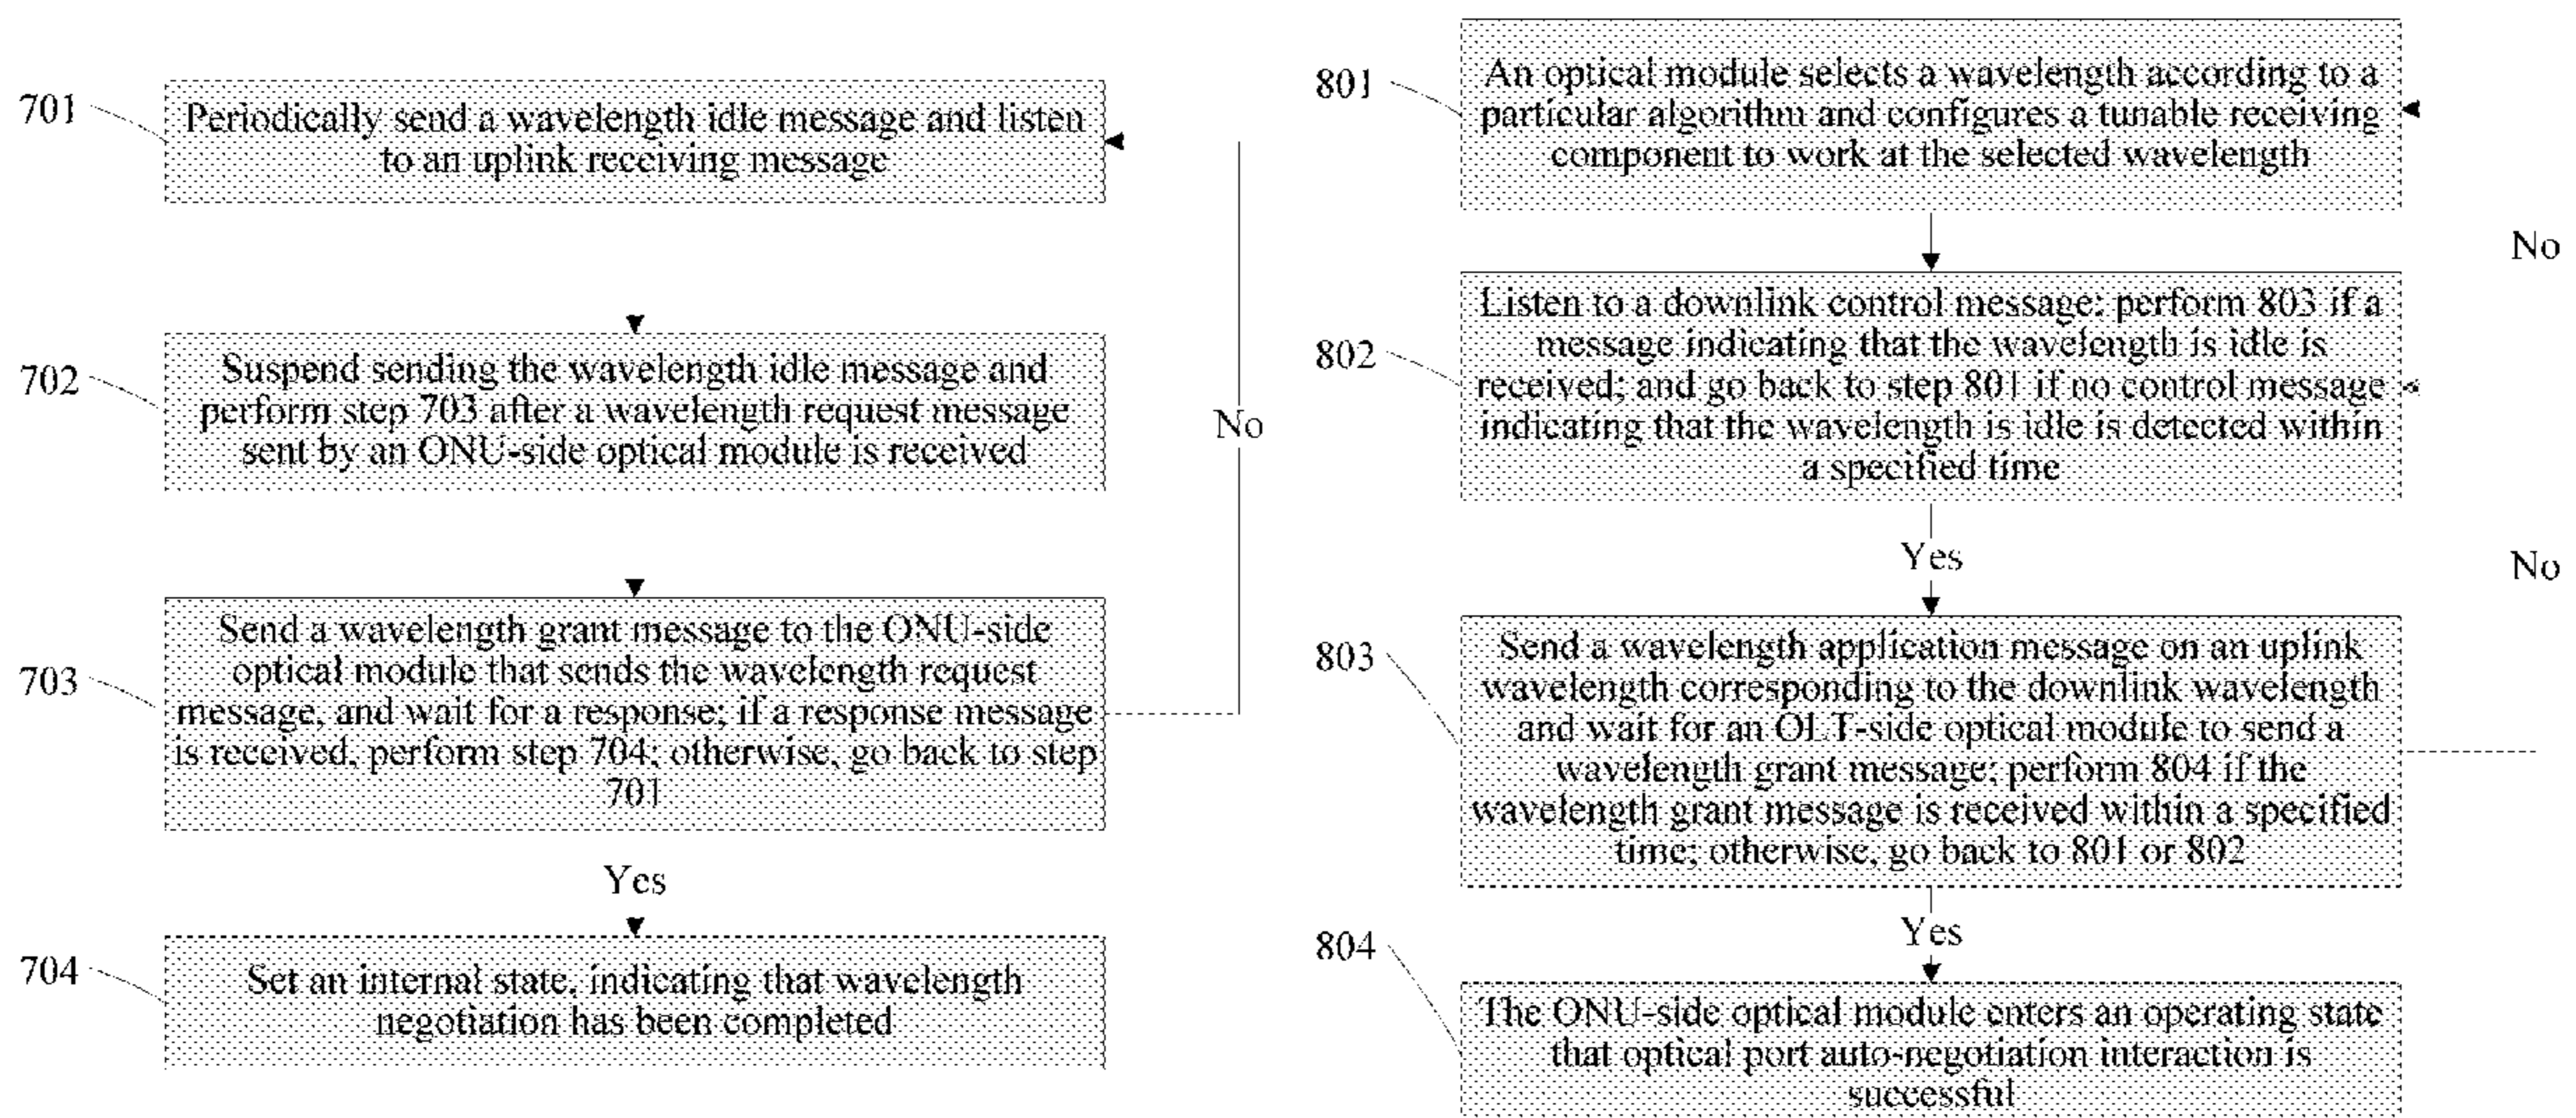 701
Periodically send a wavelength idle message and listen
to an uplink receiving message
702
Suspend sending the wavelength idle message and
perform step 703 after a wavelength request message
sent by an ONU-side optical module is received
703
Send a wavelength grant message to the ONU-side
optical module that sends the wavelength request
message, and wait for a response; if a response message
is received, perform step 704; otherwise, go back to step
701
No
Yes
704
Set an internal state, indicating that wavelength
negotiation has been completed
801
An optical module selects a wavelength according to a
particular algorithm and configures a tunable receiving
component to work at the selected wavelength
No
802
Listen to a downlink control message: perform 803 if a
message indicating that the wavelength is idle is
received; and go back to step 801 if no control message
indicating that the wavelength is idle is detected within
a specified time
Yes
No
803
Send a wavelength application message on an uplink
wavelength corresponding to the downlink wavelength
and wait for an OLT-side optical module to send a
wavelength grant message; perform 804 if the
wavelength grant message is received within a specified
time; otherwise, go back to 801 or 802
Yes
804
The ONU-side optical module enters an operating state
that optical port auto-negotiation interaction is
successful